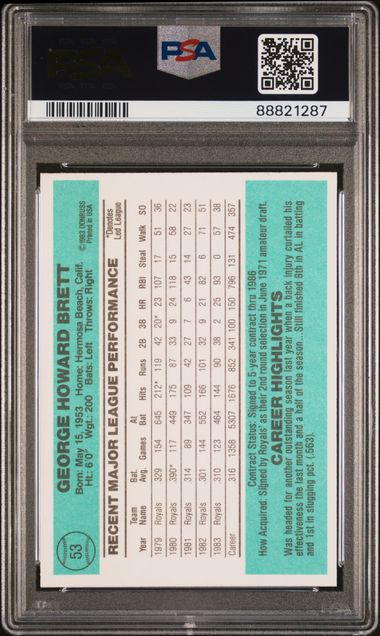 PSA
PSA
88821287
53
GEORGE HOWARD BRETT
© 1983 DONRUSS
Printed in USA
Born: May 15, 1953 Home: Hermosa Beach, Calif.
Ht.: 6'0" Wgt.: 200 Bats: Left Throws: Right
RECENT MAJOR LEAGUE PERFORMANCE
*Denotes
Led League
Team Bat. At
Year Name Avg. Games Bat Hits Runs 2B 3B HR RBI Steal Walk SO
1979 Royals .329 154 645 212* 119 42 20* 23 107 17 51 36
1980 Royals .390* 117 449 175 87 33 9 24 118 15 58 22
1981 Royals .314 89 347 109 42 27 7 6 43 14 27 23
1982 Royals .301 144 552 166 101 32 9 21 82 6 71 51
1983 Royals .310 123 464 144 90 38 2 25 93 0 57 38
Career .316 1358 5307 1676 852 341 100 150 796 131 474 357
Contract Status: Signed to 5-year contract thru 1986
How Acquired: Signed by Royals' as their 2nd round selection in June 1971 amateur draft.
CAREER HIGHLIGHTS
Was headed for another outstanding season last year when a back injury curtailed his
effectiveness the last month and a half of the season...Still finished 8th in AL in batting
and 1st in slugging pct. (.563).